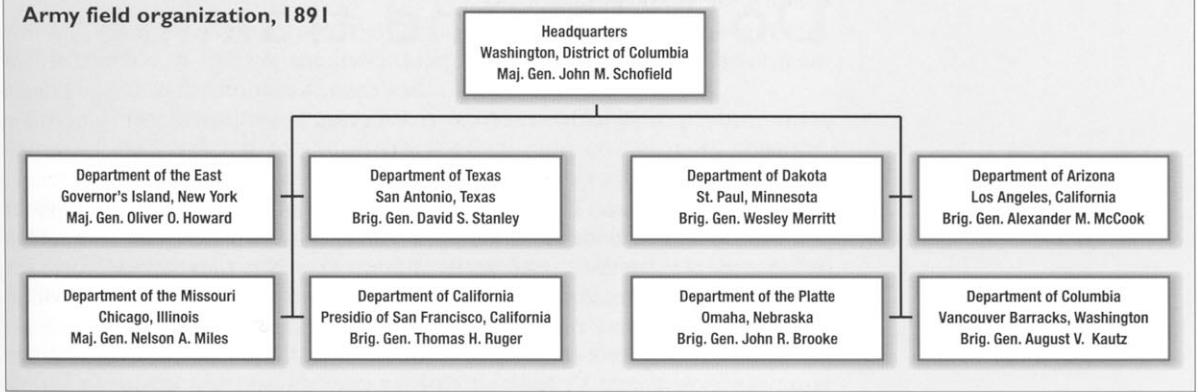 Army field organization, 1891
Headquarters
Washington, District of Columbia
Maj. Gen. John M. Schofield
Department of the East
Governor's Island, New York
Maj. Gen. Oliver O. Howard
Department of Texas
San Antonio, Texas
Brig. Gen. David S. Stanley
Department of Dakota
St. Paul, Minnesota
Brig. Gen. Wesley Merritt
Department of Arizona
Los Angeles, California
Brig. Gen. Alexander M. McCook
Department of the Missouri
Chicago, Illinois
Maj. Gen. Nelson A. Miles
Department of California
Presidio of San Francisco, California
Brig. Gen. Thomas H. Ruger
Department of the Platte
Omaha, Nebraska
Brig. Gen. John R. Brooke
Department of Columbia
Vancouver Barracks, Washington
Brig. Gen. August V. Kautz